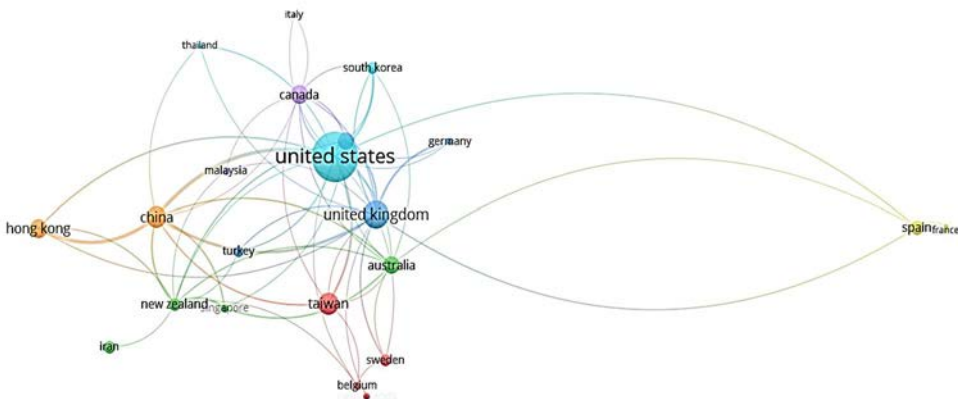 italy
thailand
south korea
canada
germany
united states
malaysia
united kingdom
china
hong kong
spain
france
turkey
australia
new zealand
singapore
taiwan
iran
sweden
belgium